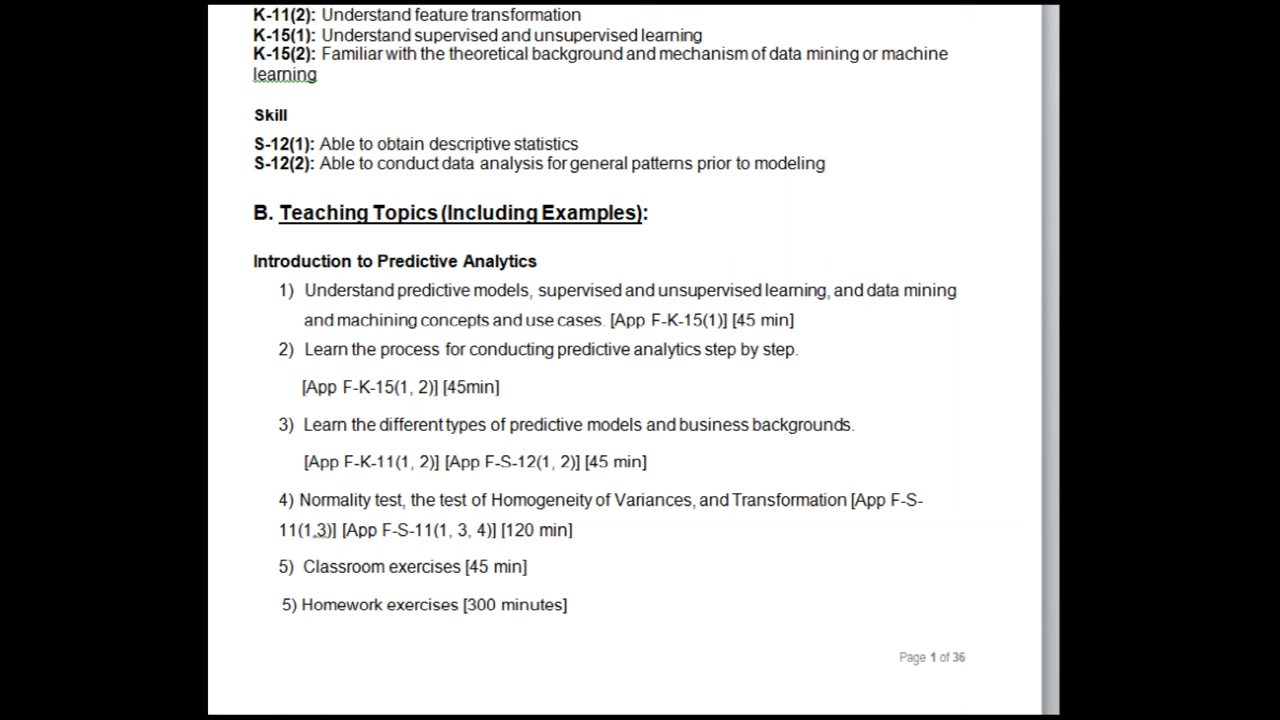 K-11(2): Understand feature transformation
K-15(1): Understand supervised and unsupervised learning
K-15(2): Familiar with the theoretical background and mechanism of data mining or machine
learning
Skill
S-12(1): Able to obtain descriptive statistics
S-12(2): Able to conduct data analysis for general patterns prior to modeling
B. Teaching Topics (Including Examples):
Introduction to Predictive Analytics
1) Understand predictive models, supervised and unsupervised learning, and data mining
and machining concepts and use cases. [App F-K-15(1)] [45 min]
2) Learn the process for conducting predictive analytics step by step.
[App F-K-15(1, 2)] [45min]
3) Learn the different types of predictive models and business backgrounds.
[App F-K-11(1, 2)] [App F-S-12(1, 2)] [45 min]
4) Normality test, the test of Homogeneity of Variances, and Transformation [App F-S-
11(1,3)] [App F-S-11(1, 3, 4)] [120 min]
5) Classroom exercises [45 min]
5) Homework exercises [300 minutes]
Page 1 of 36